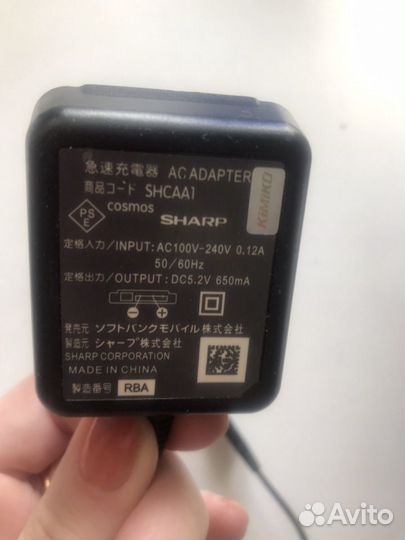 急速充電器 AC ADAPTER
商品コード SHCAA1
PS
E
cosmos
SHARP
KiMiKO
定格入力/INPUT: AC100V-240V 0.12A
50/60Hz
定格出力/OUTPUT: DC5.2V 650mA
発売元 ソフトバンクモバイル株式会社
製造元 シャープ株式会社
SHARP CORPORATION
MADE IN CHINA
製造番号 RBA
Avito